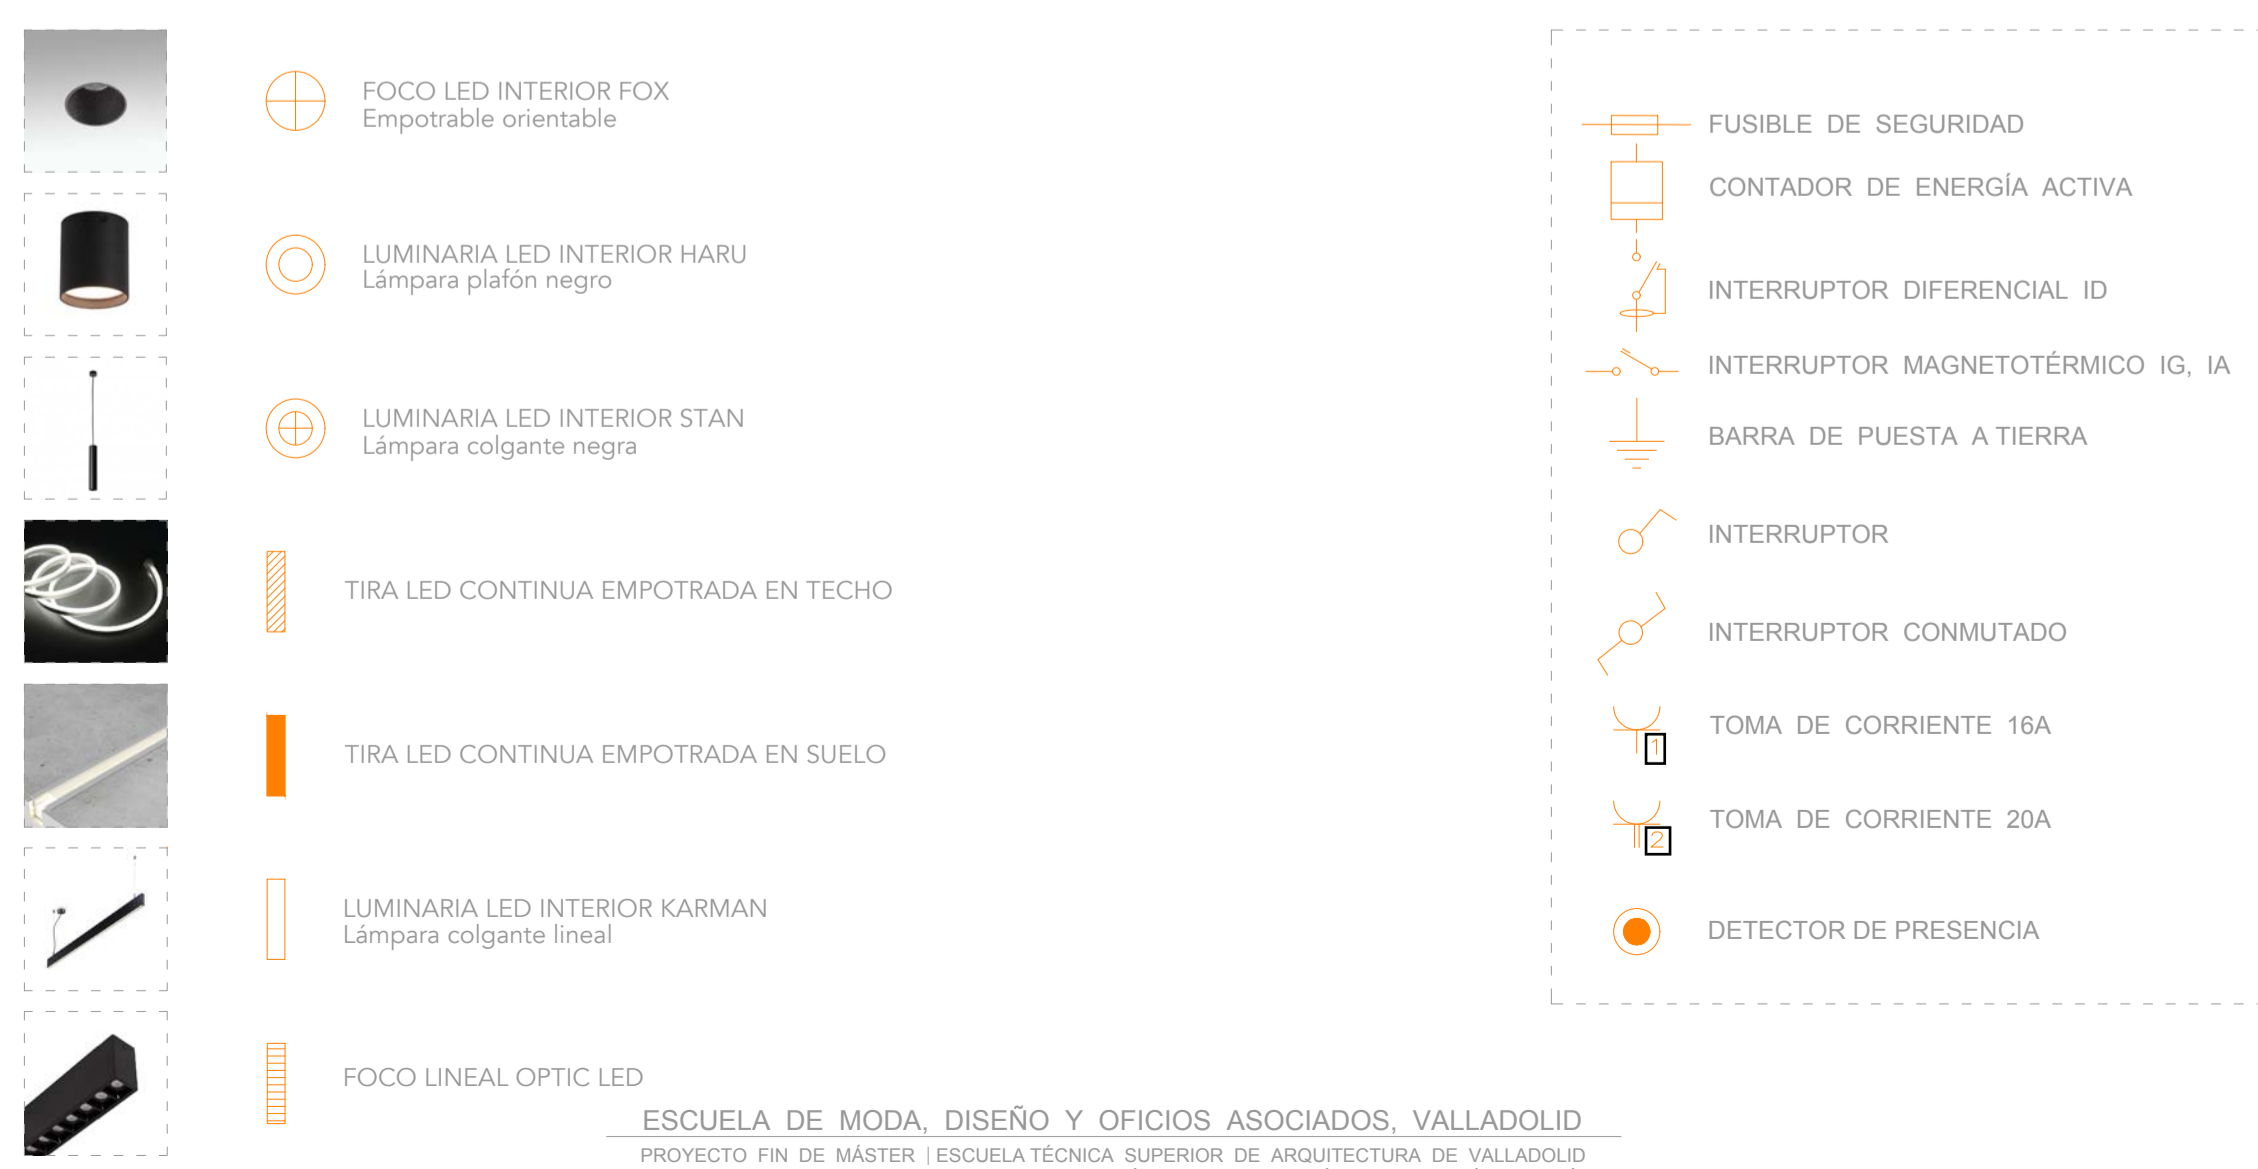 FOCO LED INTERIOR FOX
Empotrable orientable
LUMINARIA LED INTERIOR HARU
Lámpara plafón negro
LUMINARIA LED INTERIOR STAN
Lámpara colgante negra
TIRA LED CONTINUA EMPOTRADA EN TECHO
TIRA LED CONTINUA EMPOTRADA EN SUELO
LUMINARIA LED INTERIOR KARMAN
Lámpara colgante lineal
FOCO LINEAL OPTIC LED
FUSIBLE DE SEGURIDAD
CONTADOR DE ENERGÍA ACTIVA
INTERRUPTOR DIFERENCIAL ID
INTERRUPTOR MAGNETOTÉRMICO IG, IA
BARRA DE PUESTA A TIERRA
INTERRUPTOR
INTERRUPTOR CONMUTADO
TOMA DE CORRIENTE 16A
1
TOMA DE CORRIENTE 20A
2
DETECTOR DE PRESENCIA
ESCUELA DE MODA, DISEÑO Y OFICIOS ASOCIADOS, VALLADOLID
PROYECTO FIN DE MÁSTER | ESCUELA TÉCNICA SUPERIOR DE ARQUITECTURA DE VALLADOLID